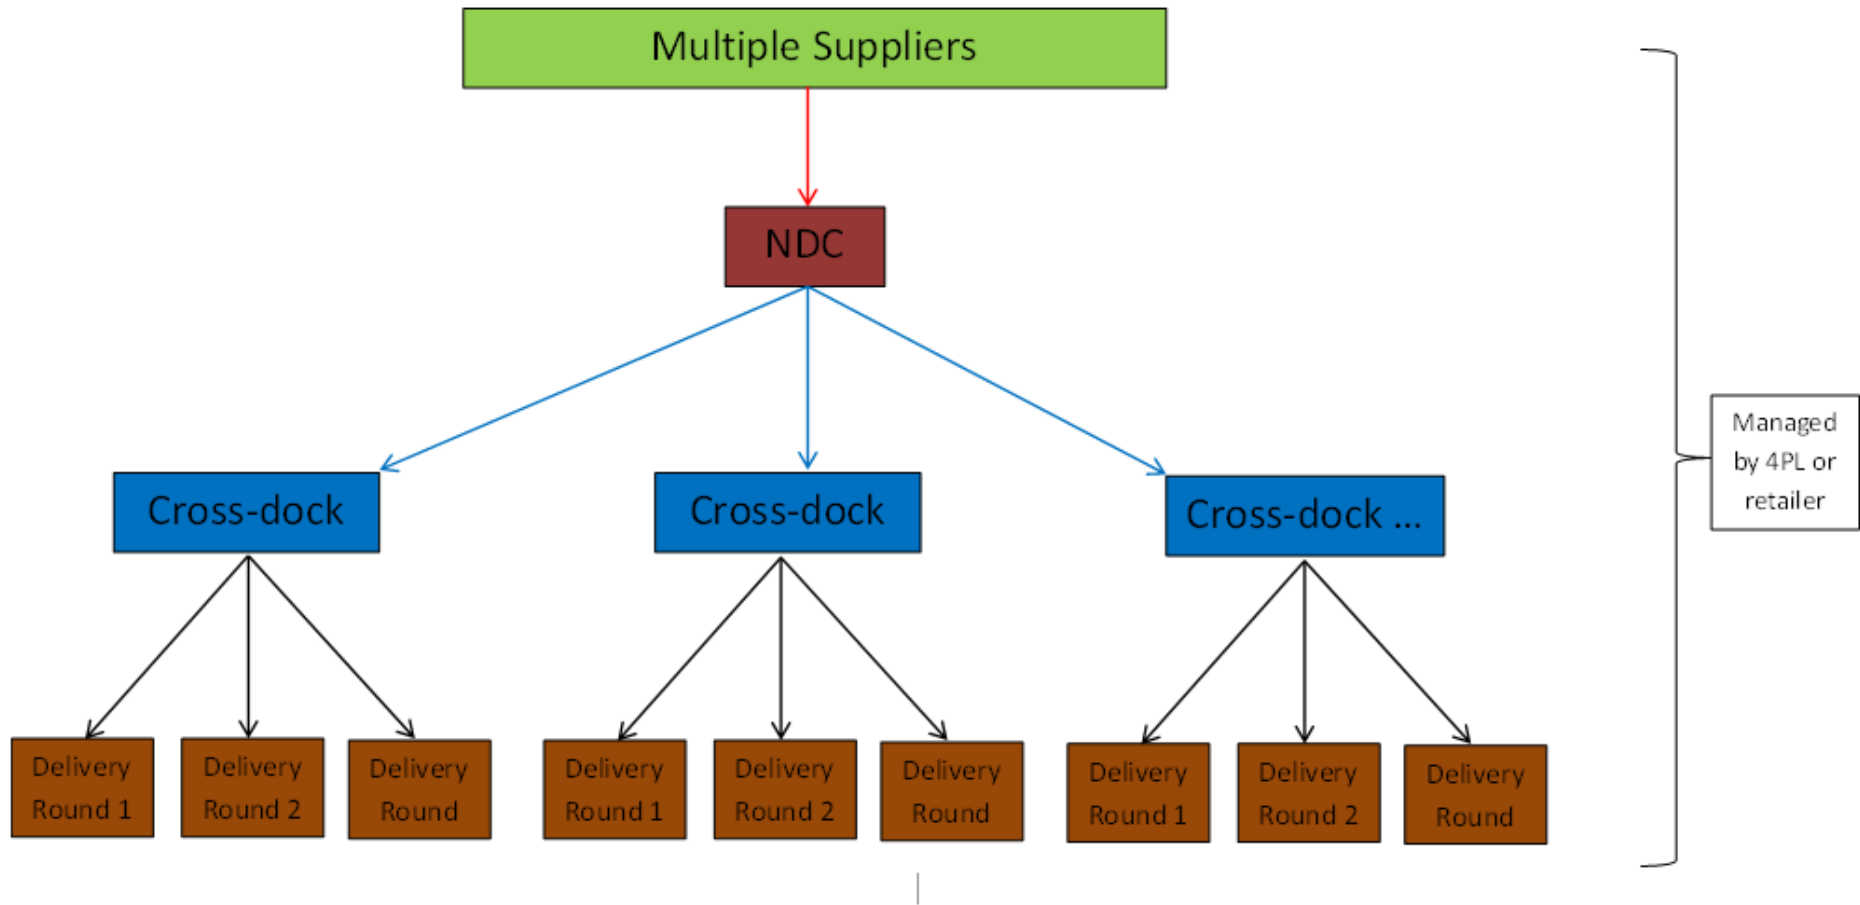 Multiple Suppliers
NDC
Cross-dock
Cross-dock
Cross-dock ...
Managed
by 4PL or
retailer
Delivery
Round 1
Delivery
Round 2
Delivery
Round
Delivery
Round 1
Delivery
Round 2
Delivery
Round
Delivery
Round 1
Delivery
Round 2
Delivery
Round